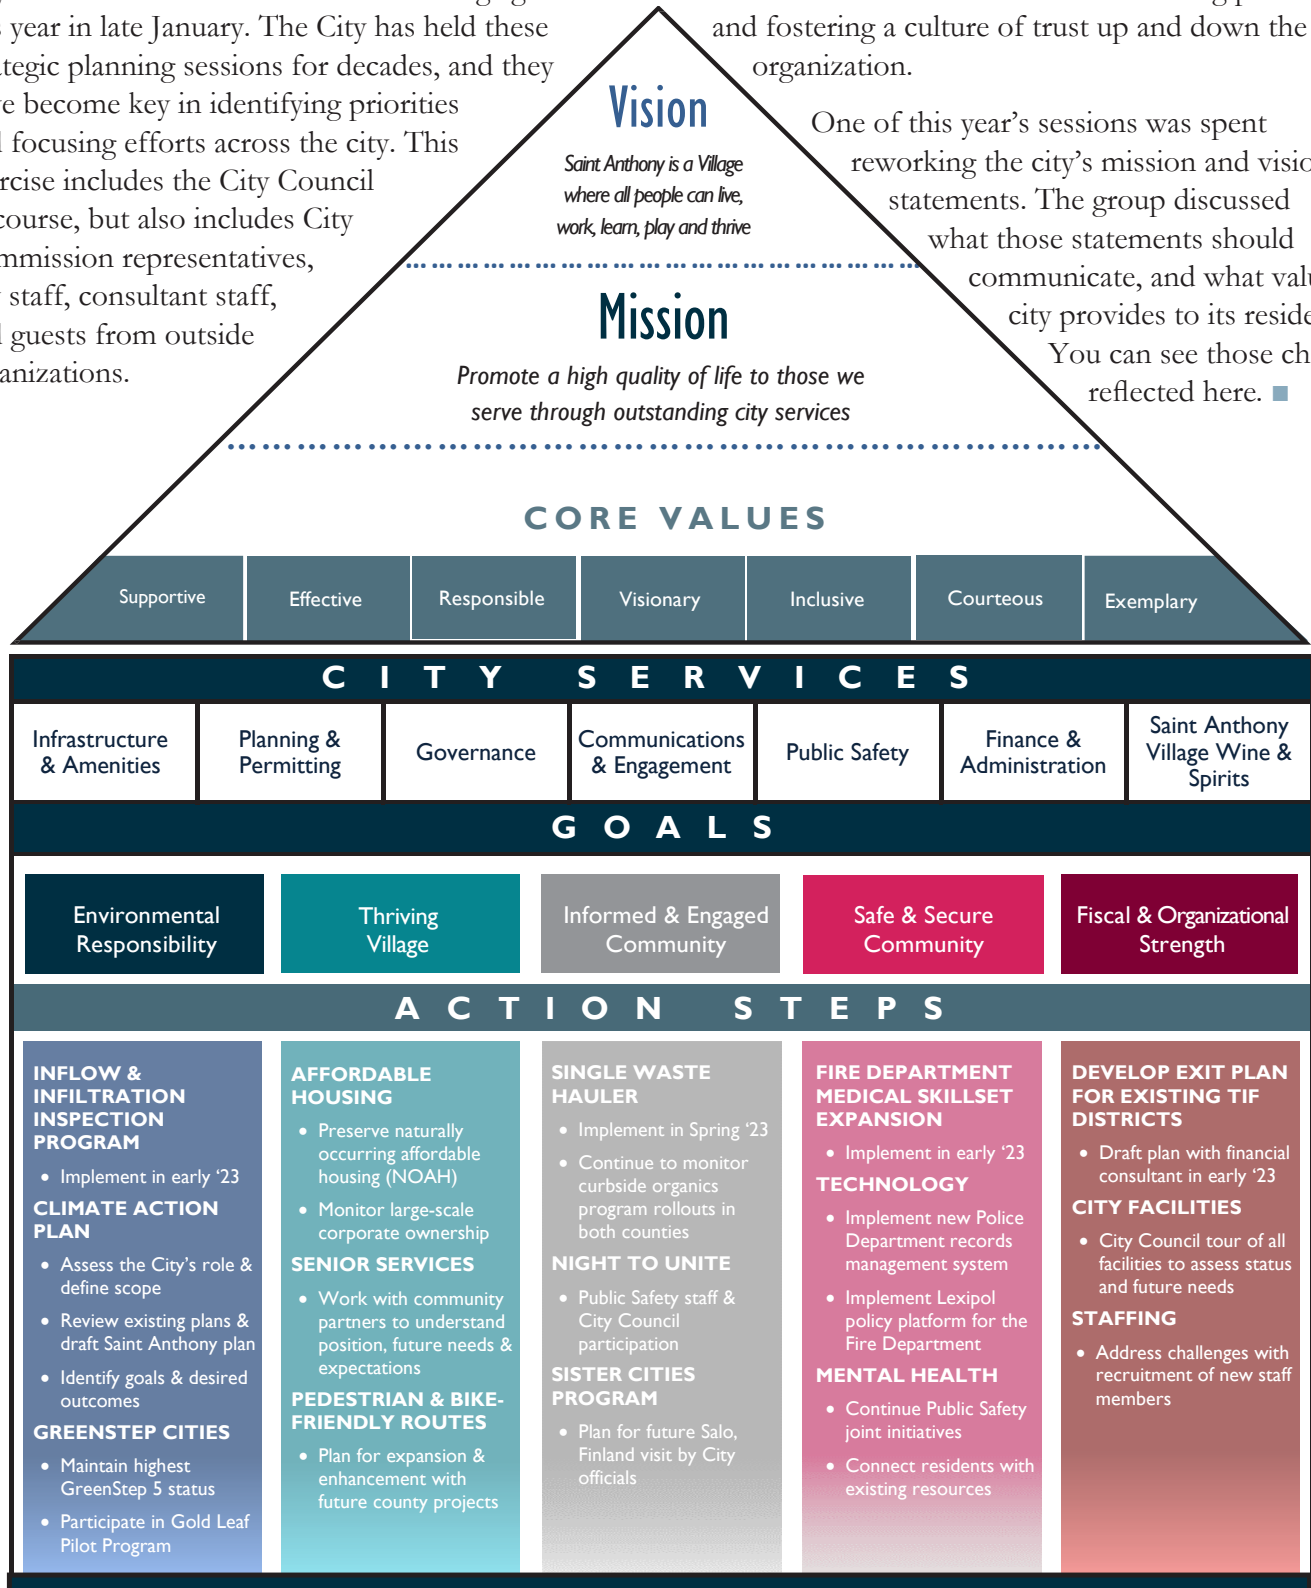 year in late January. The City has held these
planning sessions for decades, and they
become key in identifying priorities
focusing efforts across the city. This
includes the City Council
course, but also includes City
representatives,
staff, consultant staff,
guests from outside
and fostering a culture of trust up and down the
organization.
One of this year's sessions was spent
reworking the city's mission and
statements. The group discussed
what those statements should
communicate, and what
city provides to its
You can see those
reflected here. ■
Vision
Saint Anthony is a Village
where all people can live,
work, learn, play and thrive
Mission
Promote a high quality of life to those we
serve through outstanding city services
CORE VALUES
Supportive
Effective
Responsible
Visionary
Inclusive
Courteous
Exemplary
CITY SERVICES
Infrastructure
& Amenities
Planning &
Permitting
Governance
Communications
& Engagement
Public Safety
Finance &
Administration
Saint Anthony
Village Wine &
Spirits
GOALS
Environmental
Responsibility
Thriving
Village
Informed & Engaged
Community
Safe & Secure
Community
Fiscal & Organizational
Strength
ACTION STEPS
INFLOW &
INFILTRATION
INSPECTION
PROGRAM
• Implement in early '23
CLIMATE ACTION
PLAN
• Assess the City's role &
define scope
• Review existing plans &
draft Saint Anthony plan
• Identify goals & desired
outcomes
GREENSTEP CITIES
• Maintain highest
GreenStep 5 status
• Participate in Gold Leaf
Pilot Program
AFFORDABLE
HOUSING
• Preserve naturally
occurring affordable
housing (NOAH)
• Monitor large-scale
corporate ownership
SENIOR SERVICES
• Work with community
partners to understand
position, future needs &
expectations
PEDESTRIAN & BIKE-
FRIENDLY ROUTES
• Plan for expansion &
enhancement with
future county projects
SINGLE WASTE
HAULER
• Implement in Spring ‘23
• Continue to monitor
curbside organics
program rollouts in
both counties
NIGHT TO UNITE
• Public Safety staff &
City Council
participation
SISTER CITIES
PROGRAM
• Plan for future Salo,
Finland visit by City
officials
FIRE DEPARTMENT
MEDICAL SKILLSET
EXPANSION
• Implement in early ‘23
TECHNOLOGY
• Implement new Police
Department records
management system
• Implement Lexipol
policy platform for the
Fire Department
MENTAL HEALTH
• Continue Public Safety
joint initiatives
• Connect residents with
existing resources
DEVELOP EXIT PLAN
FOR EXISTING TIF
DISTRICTS
• Draft plan with financial
consultant in early ‘23
CITY FACILITIES
• City Council tour of all
facilities to assess status
and future needs
STAFFING
• Address challenges with
recruitment of new staff
members